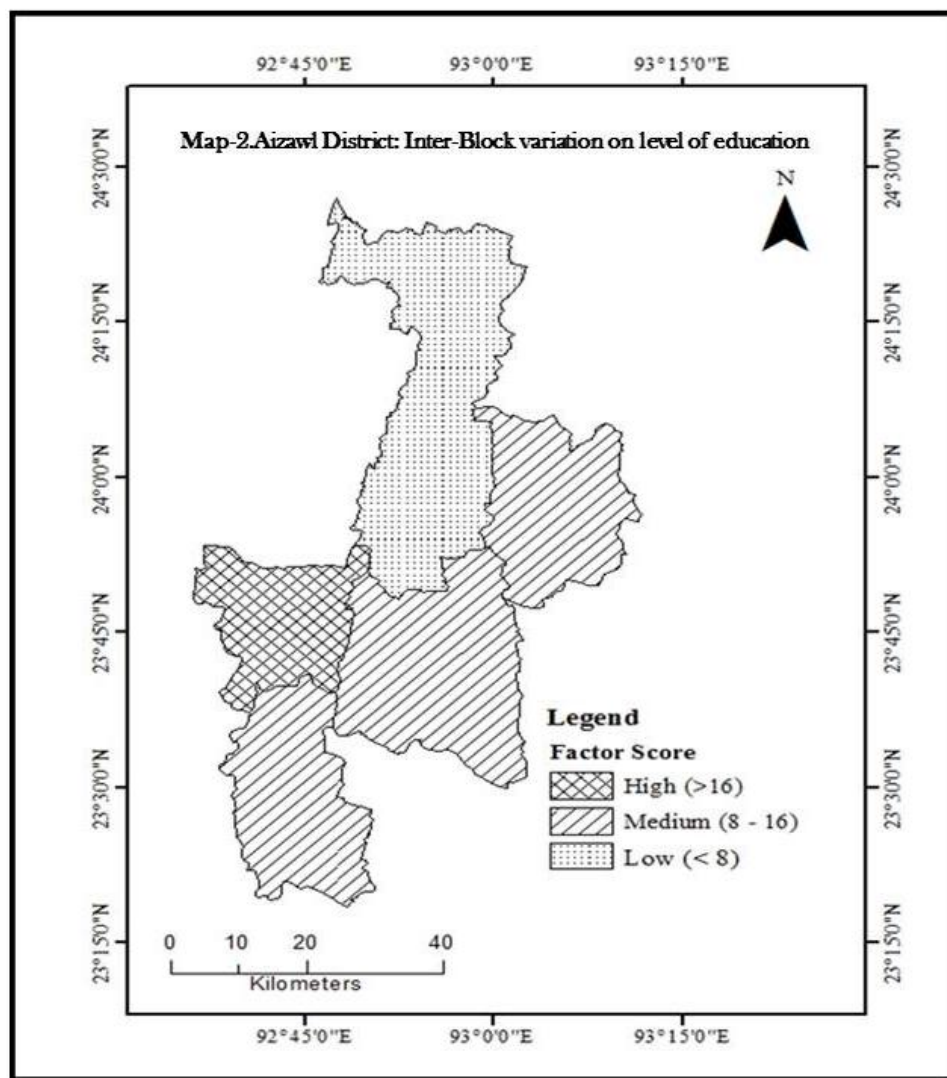 92°45'0"E 93°0'0"E 93°15'0"E
Map-2.Aizawl District: Inter-Block variation on level of education
N
24°30'0"N 24°30'0"N
24°15'0"N 24°15'0"N
24°0'0"N 24°0'0"N
23°45'0"N 23°45'0"N
Legend
Factor Score
23°30'0"N 23°30'0"N
High (>16)
Medium (8 - 16)
Low (< 8)
23°15'0"N 23°15'0"N
0 10 20 40
Kilometers
92°45'0"E 93°0'0"E 93°15'0"E